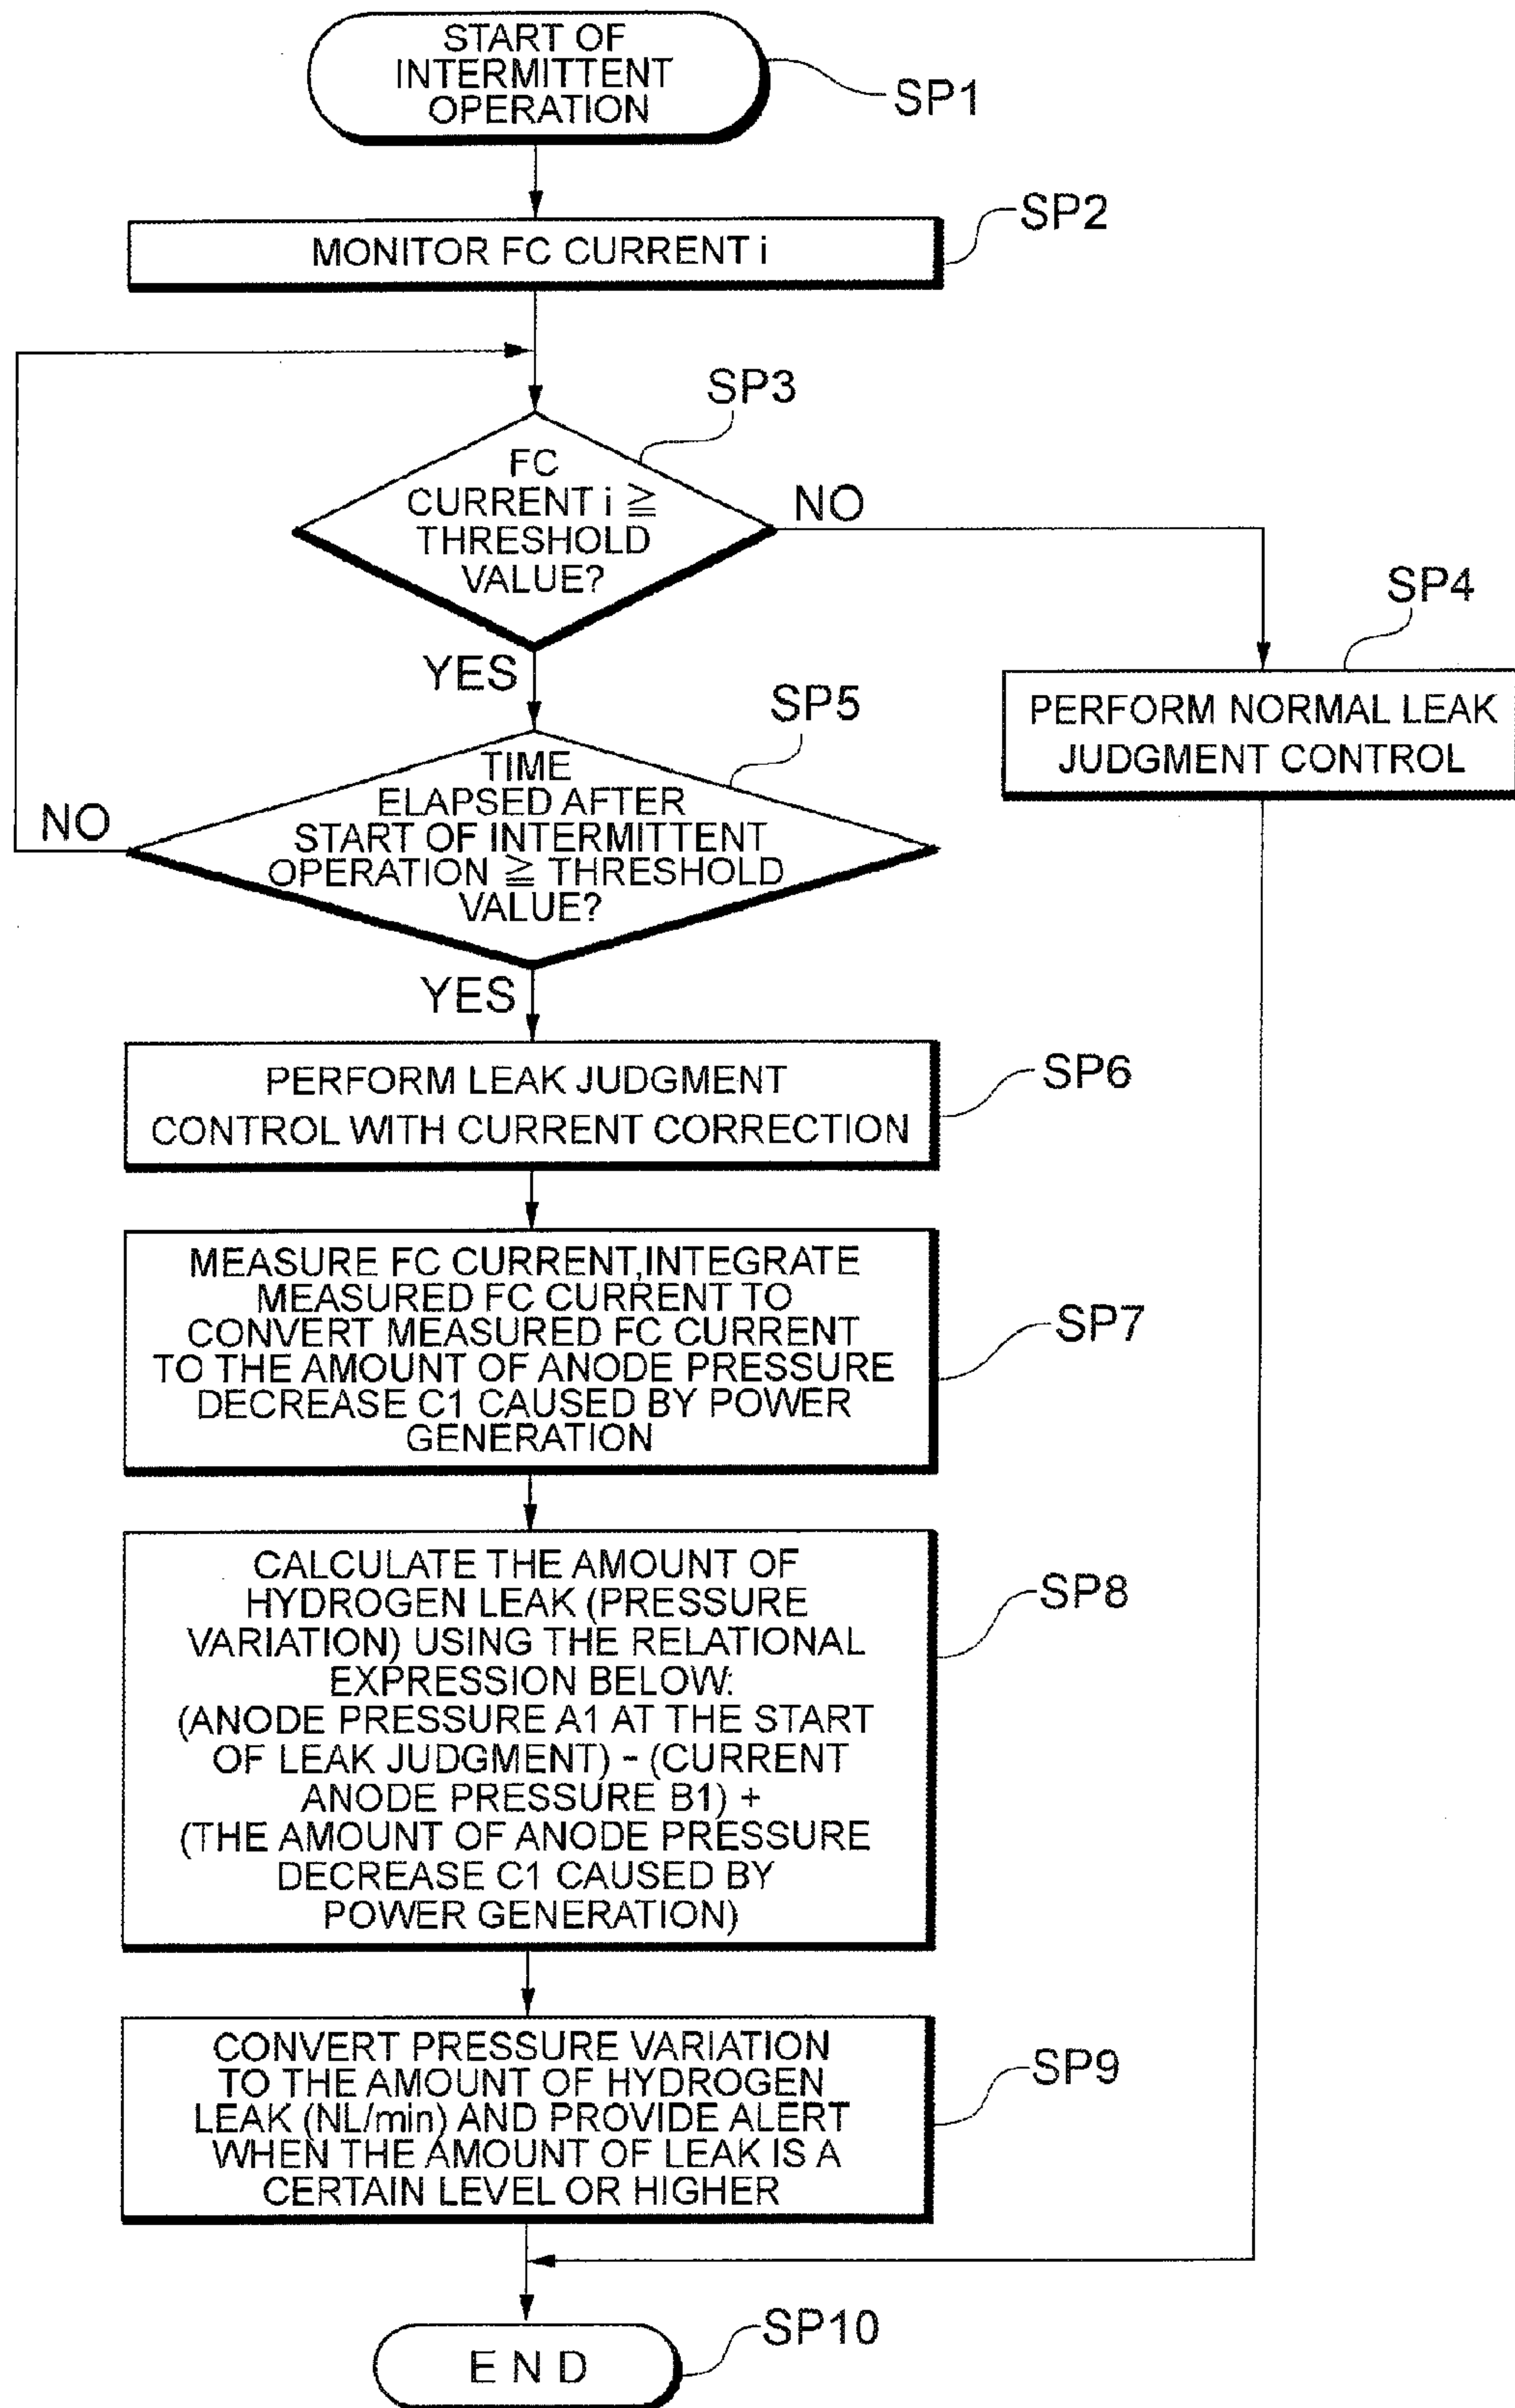 START OF
INTERMITTENT
OPERATION
SP1
MONITOR FC CURRENT i
SP2
SP3
FC
CURRENT i ≧
THRESHOLD
VALUE?
NO
YES
SP4
PERFORM NORMAL LEAK
JUDGMENT CONTROL
SP5
TIME
ELAPSED AFTER
START OF INTERMITTENT
OPERATION ≧ THRESHOLD
VALUE?
NO
YES
PERFORM LEAK JUDGMENT
CONTROL WITH CURRENT CORRECTION
SP6
MEASURE FC CURRENT,INTEGRATE
MEASURED FC CURRENT TO
CONVERT MEASURED FC CURRENT
TO THE AMOUNT OF ANODE PRESSURE
DECREASE C1 CAUSED BY POWER
GENERATION
SP7
CALCULATE THE AMOUNT OF
HYDROGEN LEAK (PRESSURE
VARIATION) USING THE RELATIONAL
EXPRESSION BELOW:
(ANODE PRESSURE A1 AT THE START
OF LEAK JUDGMENT) - (CURRENT
ANODE PRESSURE B1) +
(THE AMOUNT OF ANODE PRESSURE
DECREASE C1 CAUSED BY
POWER GENERATION)
SP8
CONVERT PRESSURE VARIATION
TO THE AMOUNT OF HYDROGEN
LEAK (NL/min) AND PROVIDE ALERT
WHEN THE AMOUNT OF LEAK IS A
CERTAIN LEVEL OR HIGHER
SP9
END
SP10